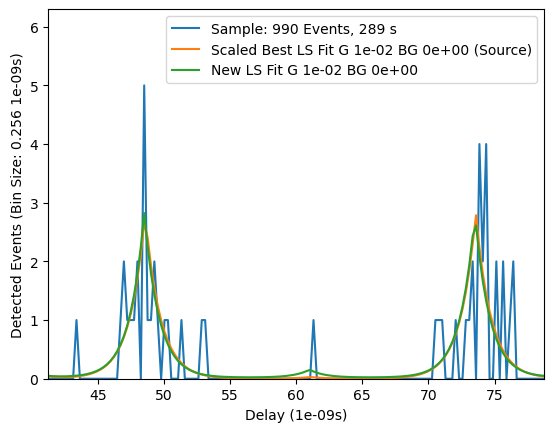 Sample: 990 Events, 289 s
Scaled Best LS Fit G 1e-02 BG 0e+00 (Source)
New LS Fit G 1e-02 BG 0e+00
Detected Events (Bin Size: 0.256 1e-09s)
6
5
4
3
2
1
0
45 50 55 60 65 70 75
Delay (1e-09s)